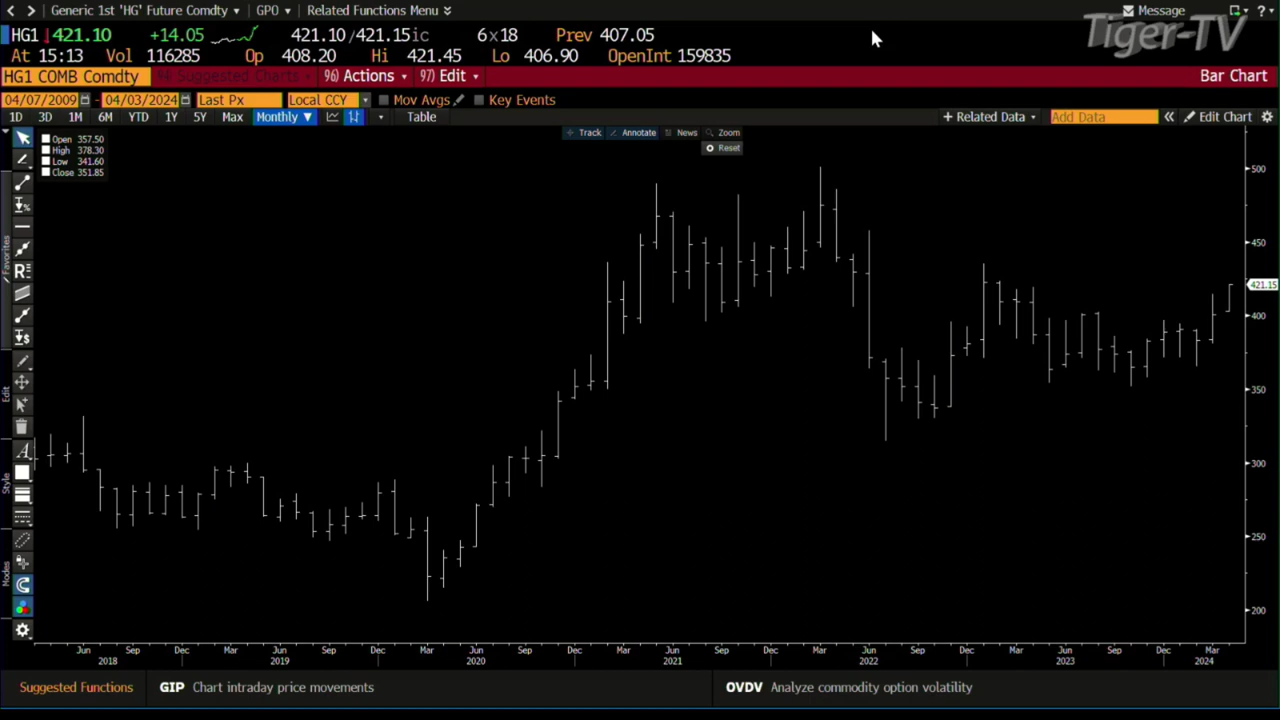 Generic 1st 'HG' Future Comdty GPO Related Functions Menu Message ?
Tiger-TV
HG1 421.10 +14.05 421.10/421.15ic 6x18 Prev 407.05
At 15:13 Vol 116285 Op 408.20 Hi 421.45 Lo 406.90 OpenInt 159835
HG1 COMB Comdty 94) Suggested Charts 96) Actions 97) Edit Bar Chart
04/07/2009 - 04/03/2024 Last Px Local CCY Mov Avgs Key Events
1D 3D 1M 6M YTD 1Y 5Y Max Monthly ▼ Table + Related Data Add Data « Edit Chart
Track Annotate News Zoom
Reset
Open 357.50
High 378.30
Low 341.60
Close 351.85
Favorites
Edit
Style
Modes
500
450
421.15
400
350
300
250
200
Jun Sep Dec Mar Jun Sep Dec Mar Jun Sep Dec Mar Jun Sep Dec Mar Jun Sep Dec Mar Jun Sep Dec Mar
2018 2019 2020 2021 2022 2023 2024
Suggested Functions GIP Chart intraday price movements OVDV Analyze commodity option volatility